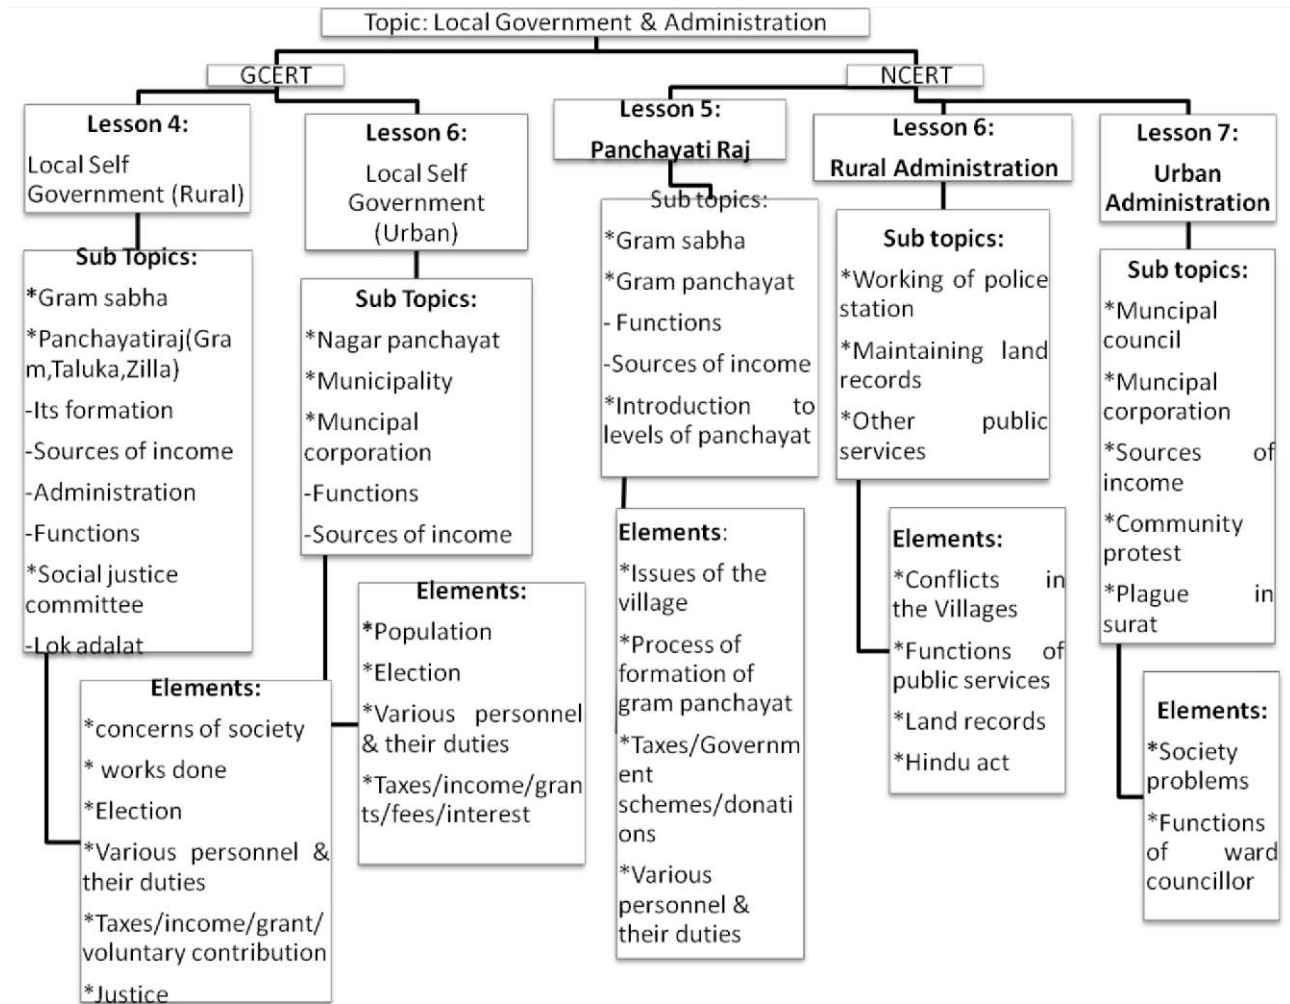 Topic: Local Government & Administration
GCERT
NCERT
Lesson 4:
Local Self
Government (Rural)
Sub Topics:
*Gram sabha
*Panchayatiraj(Gra
m,Taluka,Zilla)
-Its formation
-Sources of income
-Administration
-Functions
*Social justice
committee
-Lok adalat
Elements:
*concerns of society
* works done
*Election
*Various personnel &
their duties
*Taxes/income/grant/
voluntary contribution
*Justice
Lesson 6:
Local Self
Government
(Urban)
Sub Topics:
*Nagar panchayat
*Municipality
*Muncipal
corporation
-Functions
-Sources of income
Elements:
*Population
*Election
*Various personnel
& their duties
*Taxes/income/gran
ts/fees/interest
Lesson 5:
Panchayati Raj
Sub topics:
*Gram sabha
*Gram panchayat
- Functions
-Sources of income
*Introduction to
levels of panchayat
Elements:
*Issues of the
village
*Process of
formation of
gram panchayat
*Taxes/Governm
ent
schemes/donati
ons
*Various
personnel &
their duties
Lesson 6:
Rural Administration
Sub topics:
*Working of police
station
*Maintaining land
records
*Other public
services
Elements:
*Conflicts in
the Villages
*Functions of
public services
*Land records
*Hindu act
Lesson 7:
Urban
Administration
Sub topics:
*Muncipal
council
*Muncipal
corporation
*Sources of
income
*Community
protest
*Plague in
surat
Elements:
*Society
problems
*Functions
of ward
councillor